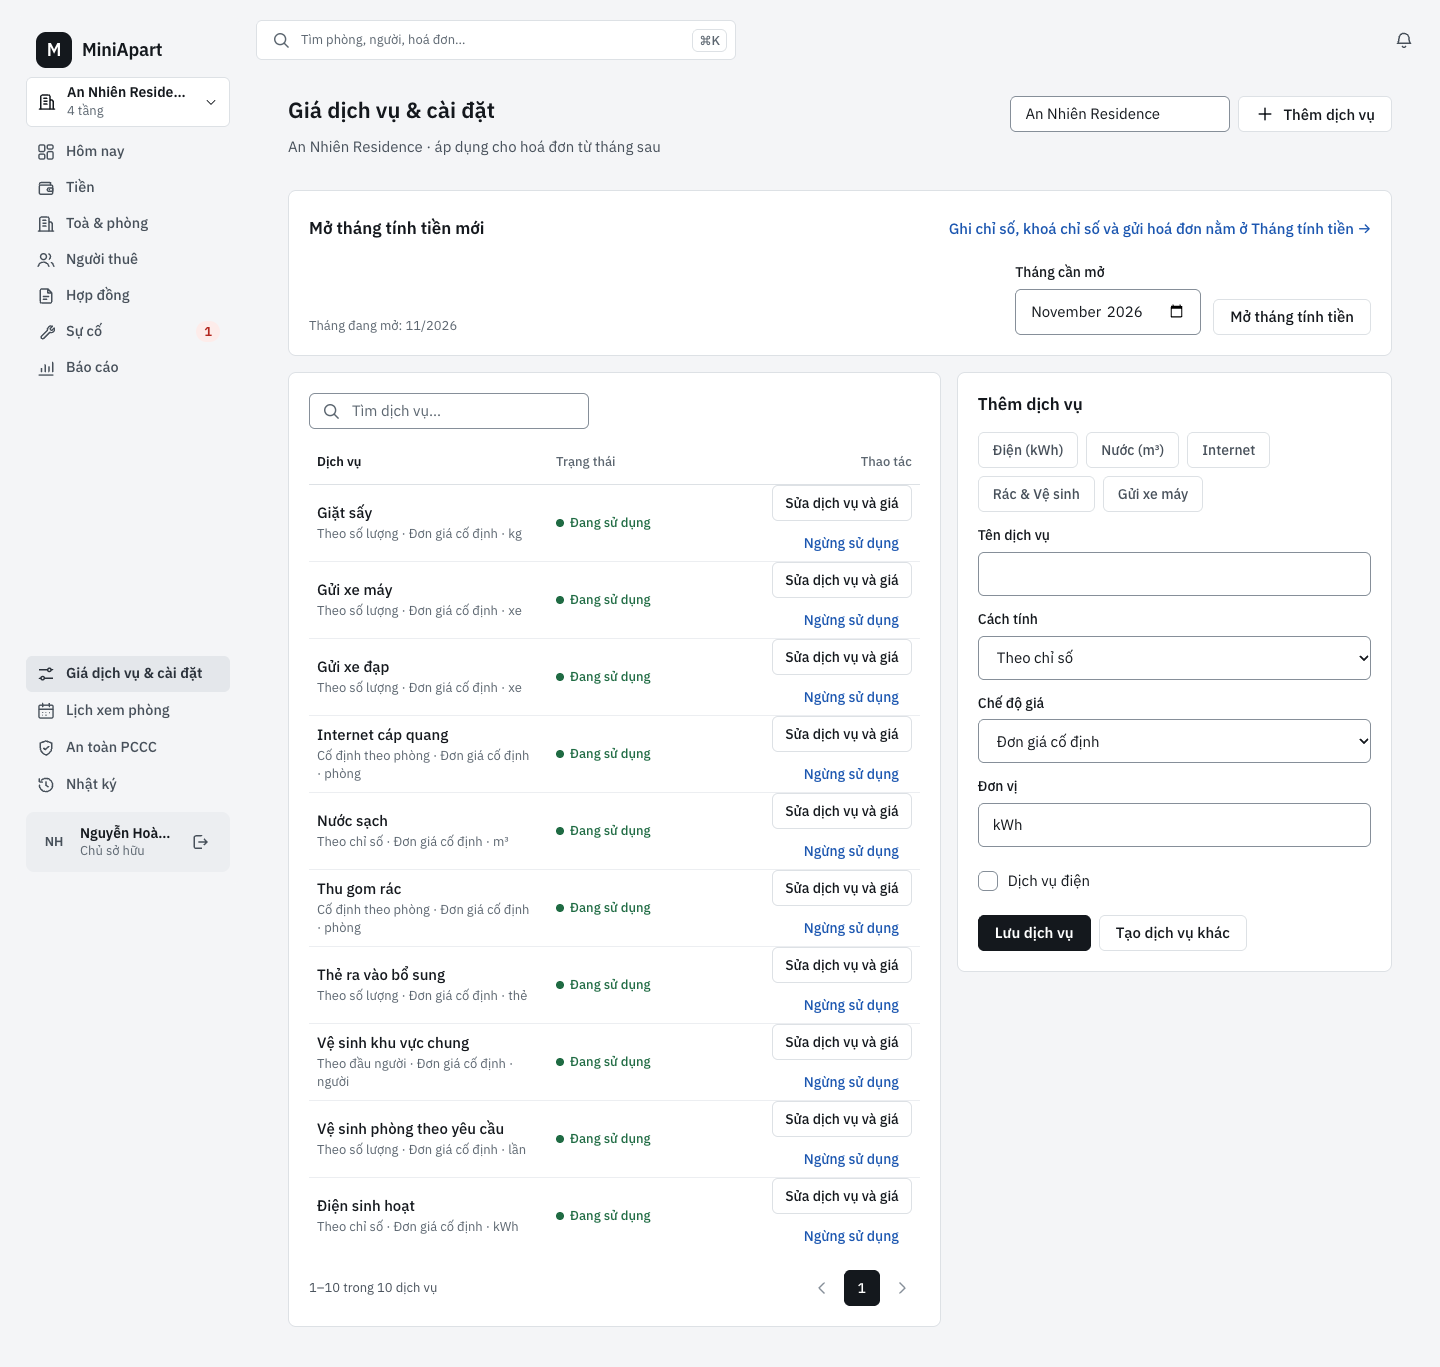 M MiniApart
Tìm phòng, người, hoá đơn... ⌘K
An Nhiên Reside...
4 tầng
Hôm nay
Tiền
Toà & phòng
Người thuê
Hợp đồng
Sự cố 1
Báo cáo
Giá dịch vụ & cài đặt
Lịch xem phòng
An toàn PCCC
Nhật ký
NH Nguyễn Hoà...
Chủ sở hữu
Giá dịch vụ & cài đặt
An Nhiên Residence · áp dụng cho hoá đơn từ tháng sau
An Nhiên Residence
Thêm dịch vụ
Mở tháng tính tiền mới
Ghi chỉ số, khoá chỉ số và gửi hoá đơn nằm ở Tháng tính tiền →
Tháng đang mở: 11/2026
Tháng cần mở
November 2026
Mở tháng tính tiền
Tìm dịch vụ...
Dịch vụ Trạng thái Thao tác
Giặt sấy
Theo số lượng · Đơn giá cố định · kg
Đang sử dụng
Sửa dịch vụ và giá
Ngừng sử dụng
Gửi xe máy
Theo số lượng · Đơn giá cố định · xe
Đang sử dụng
Sửa dịch vụ và giá
Ngừng sử dụng
Gửi xe đạp
Theo số lượng · Đơn giá cố định · xe
Đang sử dụng
Sửa dịch vụ và giá
Ngừng sử dụng
Internet cáp quang
Cố định theo phòng · Đơn giá cố định
· phòng
Đang sử dụng
Sửa dịch vụ và giá
Ngừng sử dụng
Nước sạch
Theo chỉ số · Đơn giá cố định · m³
Đang sử dụng
Sửa dịch vụ và giá
Ngừng sử dụng
Thu gom rác
Cố định theo phòng · Đơn giá cố định
· phòng
Đang sử dụng
Sửa dịch vụ và giá
Ngừng sử dụng
Thẻ ra vào bổ sung
Theo số lượng · Đơn giá cố định · thẻ
Đang sử dụng
Sửa dịch vụ và giá
Ngừng sử dụng
Vệ sinh khu vực chung
Theo đầu người · Đơn giá cố định ·
người
Đang sử dụng
Sửa dịch vụ và giá
Ngừng sử dụng
Vệ sinh phòng theo yêu cầu
Theo số lượng · Đơn giá cố định · lần
Đang sử dụng
Sửa dịch vụ và giá
Ngừng sử dụng
Điện sinh hoạt
Theo chỉ số · Đơn giá cố định · kWh
Đang sử dụng
Sửa dịch vụ và giá
Ngừng sử dụng
1–10 trong 10 dịch vụ
1
Thêm dịch vụ
Điện (kWh) Nước (m³) Internet
Rác & Vệ sinh Gửi xe máy
Tên dịch vụ
Cách tính
Theo chỉ số
Chế độ giá
Đơn giá cố định
Đơn vị
kWh
Dịch vụ điện
Lưu dịch vụ Tạo dịch vụ khác